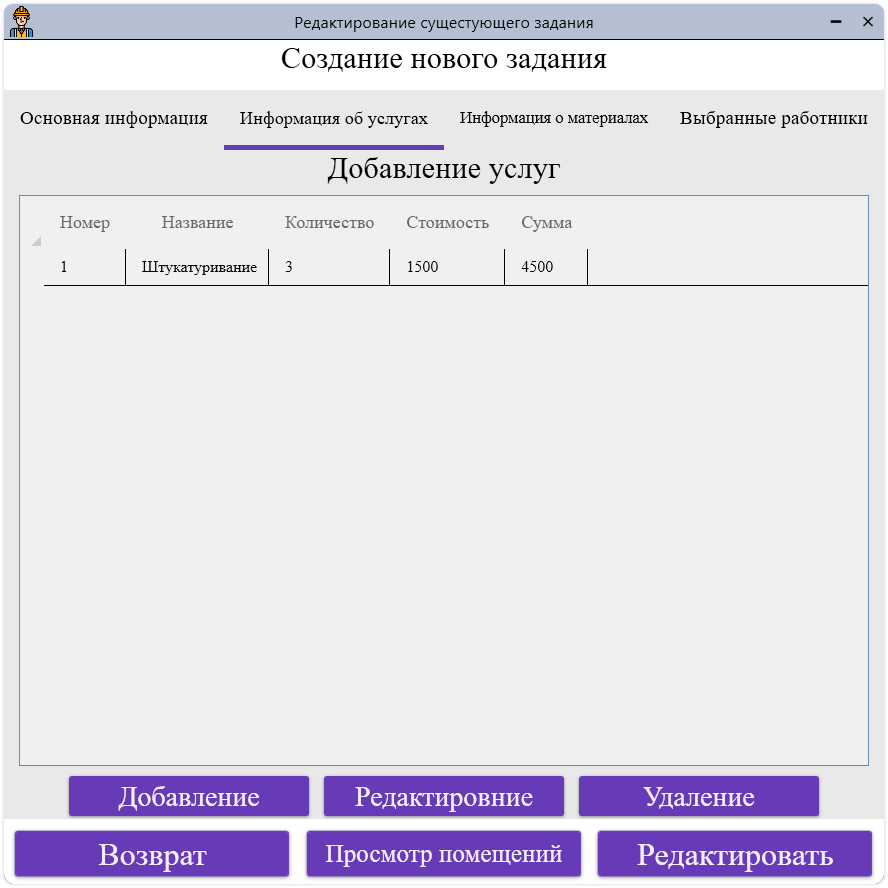 Редактирование сущестующего задания
Создание нового задания
Основная информация Информация об услугах Информация о материалах Выбранные работники
Добавление услуг
Номер Название Количество Стоимость Сумма
1 Штукатуривание 3 1500 4500
Добавление Редактировние Удаление
Возврат Просмотр помещений Редактировать